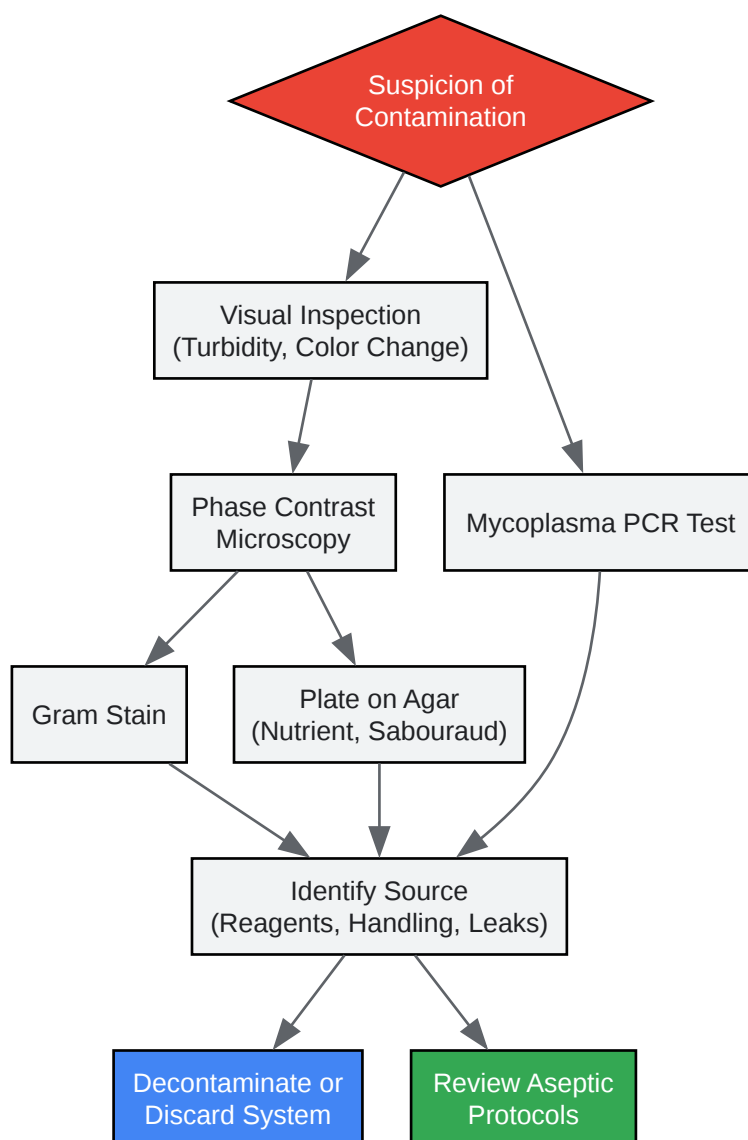 Suspicion of
Contamination
Visual Inspection
(Turbidity, Color Change)
Phase Contrast
Microscopy
Mycoplasma PCR Test
Gram Stain
Plate on Agar
(Nutrient, Sabouraud)
Identify Source
(Reagents, Handling, Leaks)
Decontaminate or
Discard System
Review Aseptic
Protocols